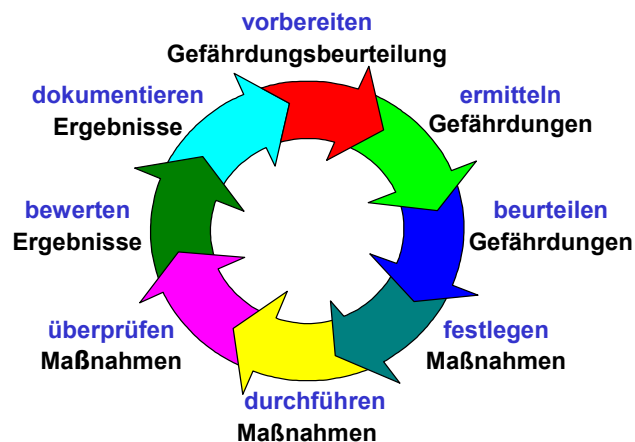 vorbereiten
Gefährdungsbeurteilung
ermitteln
Gefährdungen
beurteilen
Gefährdungen
festlegen
Maßnahmen
durchführen
Maßnahmen
überprüfen
Maßnahmen
bewerten
Ergebnisse
dokumentieren
Ergebnisse